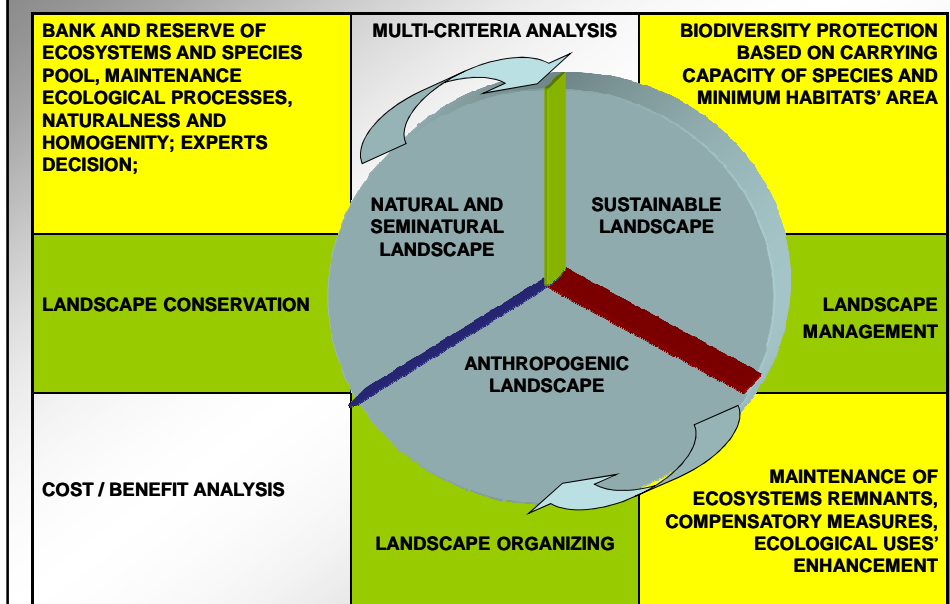 BANK AND RESERVE OF
ECOSYSTEMS AND SPECIES
POOL, MAINTENANCE
ECOLOGICAL PROCESSES,
NATURALNESS AND
HOMOGENITY; EXPERTS
DECISION;
MULTI-CRITERIA ANALYSIS
BIODIVERSITY PROTECTION
BASED ON CARRYING
CAPACITY OF SPECIES AND
MINIMUM HABITATS’ AREA
NATURAL AND
SEMINATURAL
LANDSCAPE
SUSTAINABLE
LANDSCAPE
LANDSCAPE CONSERVATION
LANDSCAPE
MANAGEMENT
ANTHROPOGENIC
LANDSCAPE
COST / BENEFIT ANALYSIS
LANDSCAPE ORGANIZING
MAINTENANCE OF
ECOSYSTEMS REMNANTS,
COMPENSATORY MEASURES,
ECOLOGICAL USES’
ENHANCEMENT